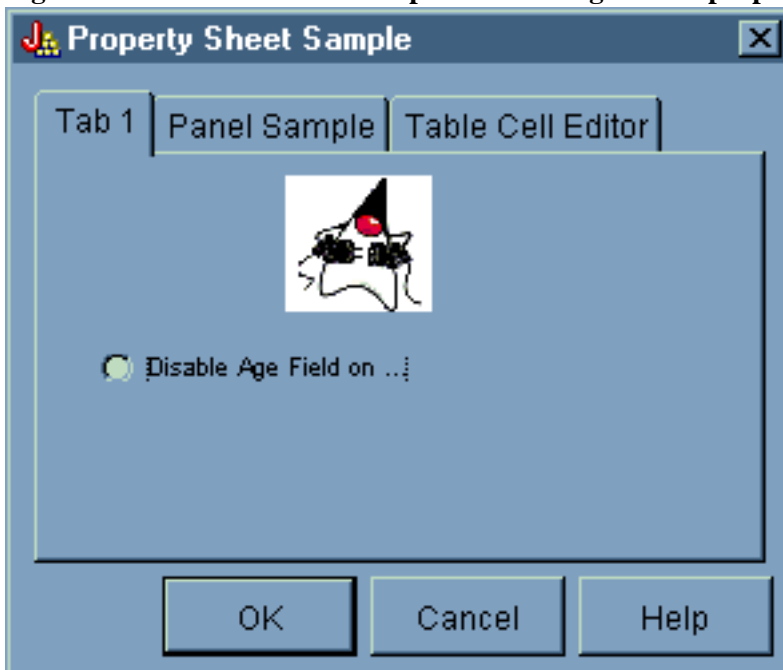 Property Sheet Sample
Tab 1 Panel Sample Table Cell Editor
Disable Age Field on ...
OK Cancel Help